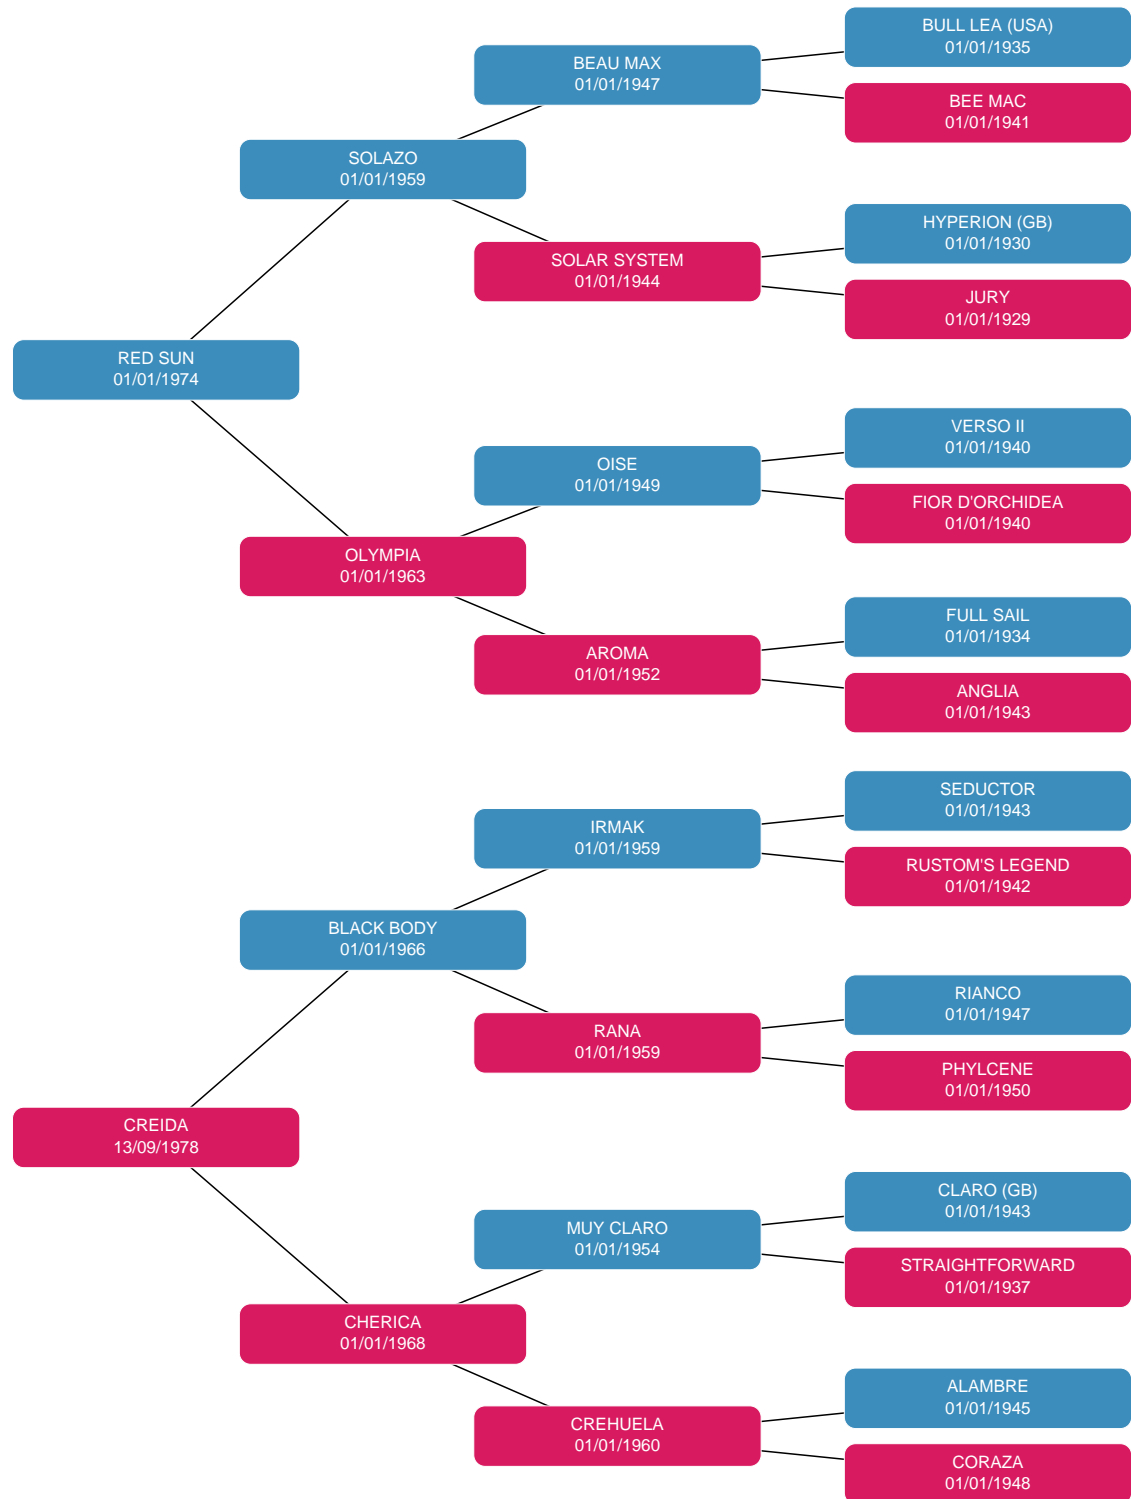 BULL LEA (USA)
01/01/1935
BEAU MAX
01/01/1947
BEE MAC
01/01/1941
SOLAZO
01/01/1959
HYPERION (GB)
01/01/1930
SOLAR SYSTEM
01/01/1944
JURY
01/01/1929
RED SUN
01/01/1974
VERSO II
01/01/1940
OISE
01/01/1949
FIOR D'ORCHIDEA
01/01/1940
OLYMPIA
01/01/1963
FULL SAIL
01/01/1934
AROMA
01/01/1952
ANGLIA
01/01/1943
SEDUCTOR
01/01/1943
IRMAK
01/01/1959
RUSTOM'S LEGEND
01/01/1942
BLACK BODY
01/01/1966
RIANCO
01/01/1947
RANA
01/01/1959
PHYLCENE
01/01/1950
CREIDA
13/09/1978
CLARO (GB)
01/01/1943
MUY CLARO
01/01/1954
STRAIGHTFORWARD
01/01/1937
CHERICA
01/01/1968
ALAMBRE
01/01/1945
CREHUELA
01/01/1960
CORAZA
01/01/1948